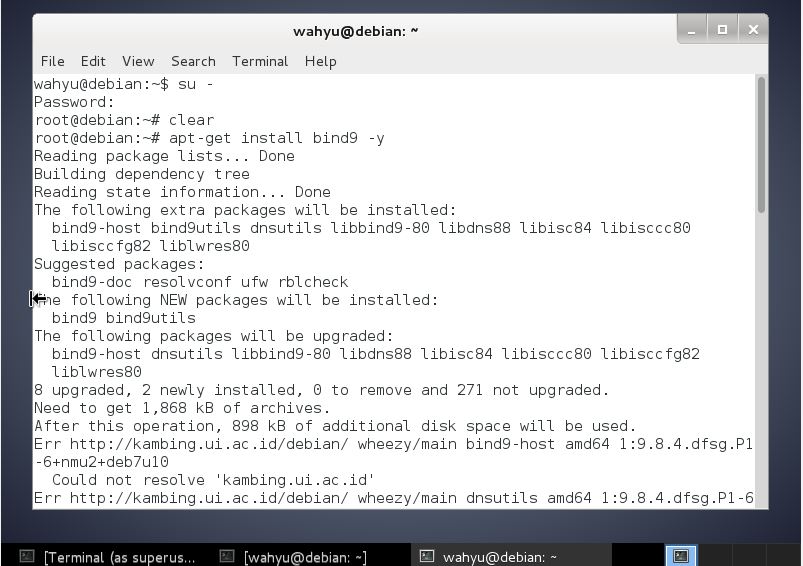 wahyu@debian: ~
File Edit View Search Terminal Help
wahyu@debian:~$ su -
Password:
root@debian:~# clear
root@debian:~# apt-get install bind9 -y
Reading package lists... Done
Building dependency tree
Reading state information... Done
The following extra packages will be installed:
bind9-host bind9utils dnsutils libbind9-80 libdns88 libisc84 libisccc80
libisccfg82 liblwres80
Suggested packages:
bind9-doc resolvconf ufw rblcheck
The following NEW packages will be installed:
bind9 bind9utils
The following packages will be upgraded:
bind9-host dnsutils libbind9-80 libdns88 libisc84 libisccc80 libisccfg82
liblwres80
8 upgraded, 2 newly installed, 0 to remove and 271 not upgraded.
Need to get 1,868 kB of archives.
After this operation, 898 kB of additional disk space will be used.
Err http://kambing.ui.ac.id/debian/ wheezy/main bind9-host amd64 1:9.8.4.dfsg.P1
-6+nmu2+deb7u10
Could not resolve 'kambing.ui.ac.id'
Err http://kambing.ui.ac.id/debian/ wheezy/main dnsutils amd64 1:9.8.4.dfsg.P1-6
[Terminal (as superus... [wahyu@debian: ~] wahyu@debian: ~